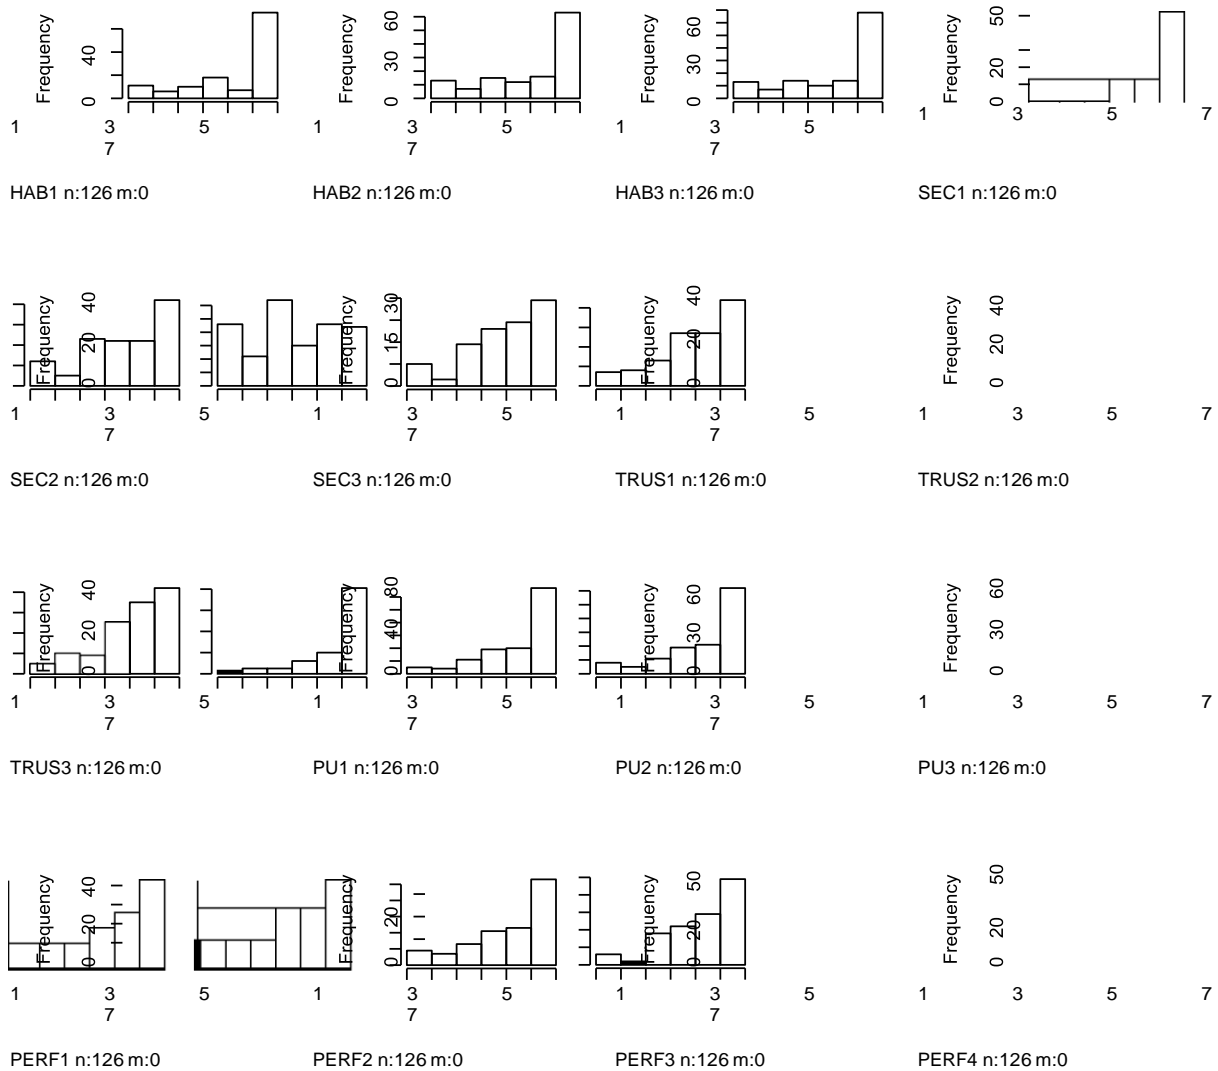 Frequency 0 40
Frequency 0 30 60
Frequency 0 30 60
Frequency 0 20 50
1 3 5 7
1 3 5 7
1 3 5 7
1 3 5 7
HAB1 n:126 m:0
HAB2 n:126 m:0
HAB3 n:126 m:0
SEC1 n:126 m:0
Frequency 0 20 40
Frequency 0 15 30
Frequency 0 20 40
Frequency 0 20 40
1 3 5 7
1 3 5 7
1 3 5 7
1 3 5 7
SEC2 n:126 m:0
SEC3 n:126 m:0
TRUS1 n:126 m:0
TRUS2 n:126 m:0
Frequency 0 20 40
Frequency 0 40 80
Frequency 0 30 60
Frequency 0 30 60
1 3 5 7
1 3 5 7
1 3 5 7
1 3 5 7
TRUS3 n:126 m:0
PU1 n:126 m:0
PU2 n:126 m:0
PU3 n:126 m:0
Frequency 0 20 40
Frequency 0 20
Frequency 0 20 50
Frequency 0 20 50
1 3 5 7
1 3 5 7
1 3 5 7
1 3 5 7
PERF1 n:126 m:0
PERF2 n:126 m:0
PERF3 n:126 m:0
PERF4 n:126 m:0